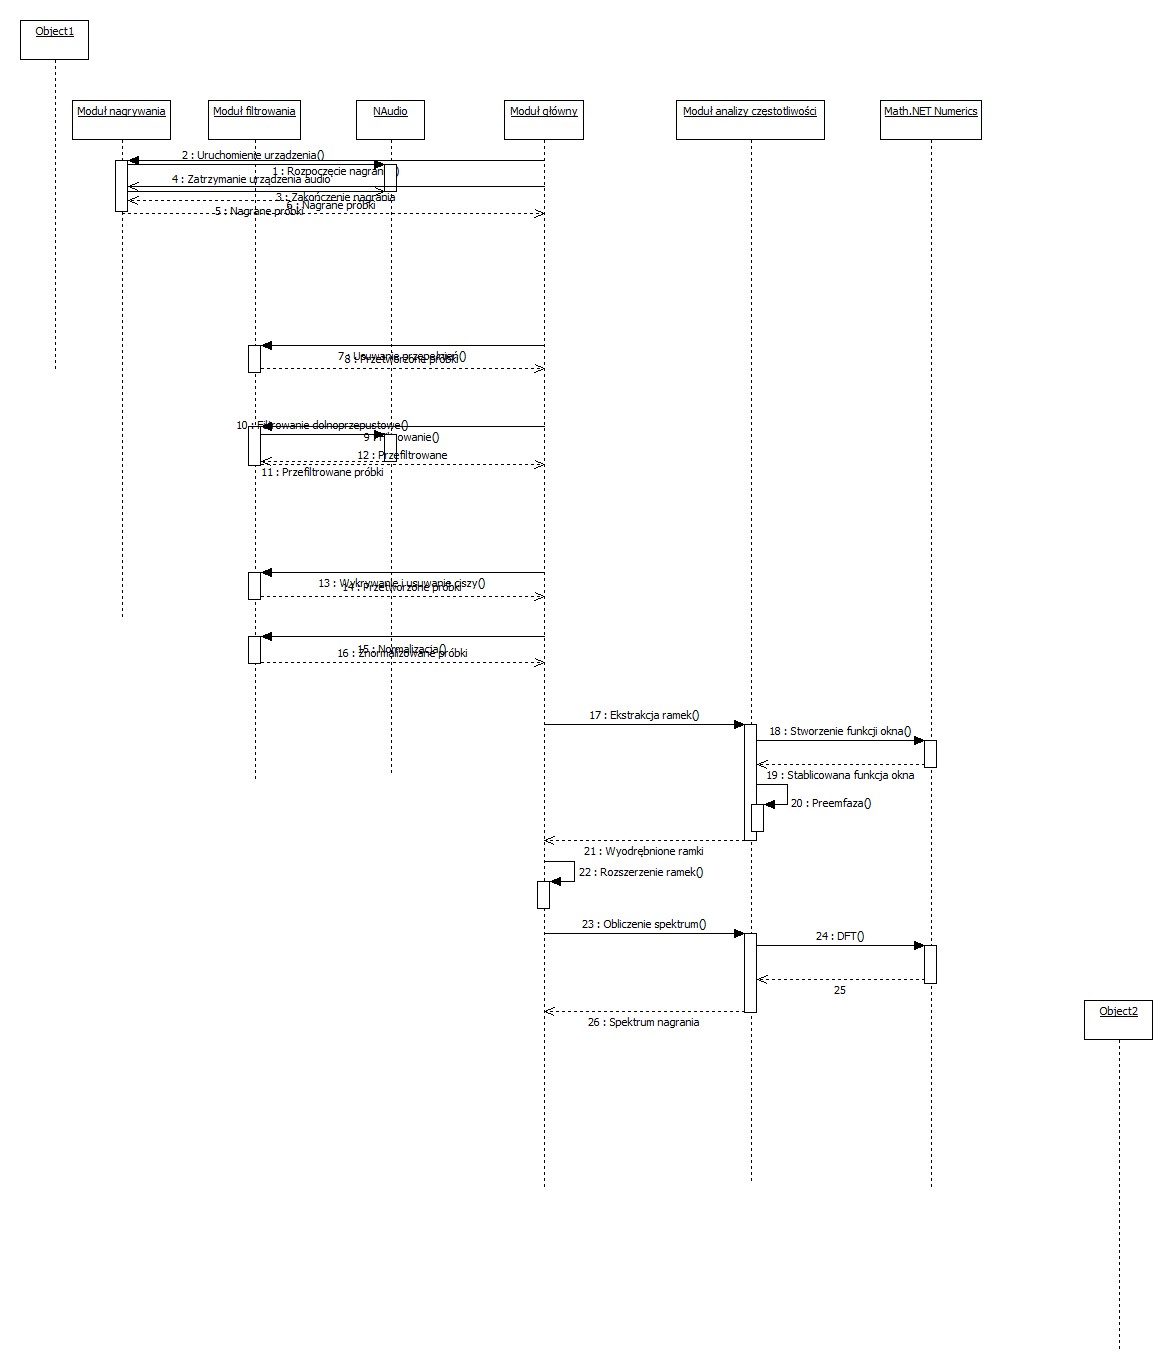 Object1
Moduł nagrywania
Moduł filtrowania
NAudio
Moduł główny
Moduł analizy częstotliwości
Math.NET Numerics
2 : Uruchomienie urządzenia()
1 : Rozpoczęcie nagrania()
4 : Zatrzymanie urządzenia audio
3 : Zakończenie nagrania
6 : Nagrane próbki
5 : Nagrane próbki
7 : Usuwanie przepełnień()
8 : Przetworzone próbki
10 : Filtrowanie dolnoprzepustowe()
9 : Filtrowanie()
12 : Przefiltrowane
11 : Przefiltrowane próbki
13 : Wykrywanie i usuwanie ciszy()
14 : Przetworzone próbki
15 : Normalizacja()
16 : Znormalizowane próbki
17 : Ekstrakcja ramek()
18 : Stworzenie funkcji okna()
19 : Stablicowana funkcja okna
20 : Preemfaza()
21 : Wyodrębnione ramki
22 : Rozszerzenie ramek()
23 : Obliczenie spektrum()
24 : DFT()
25
26 : Spektrum nagrania
Object2